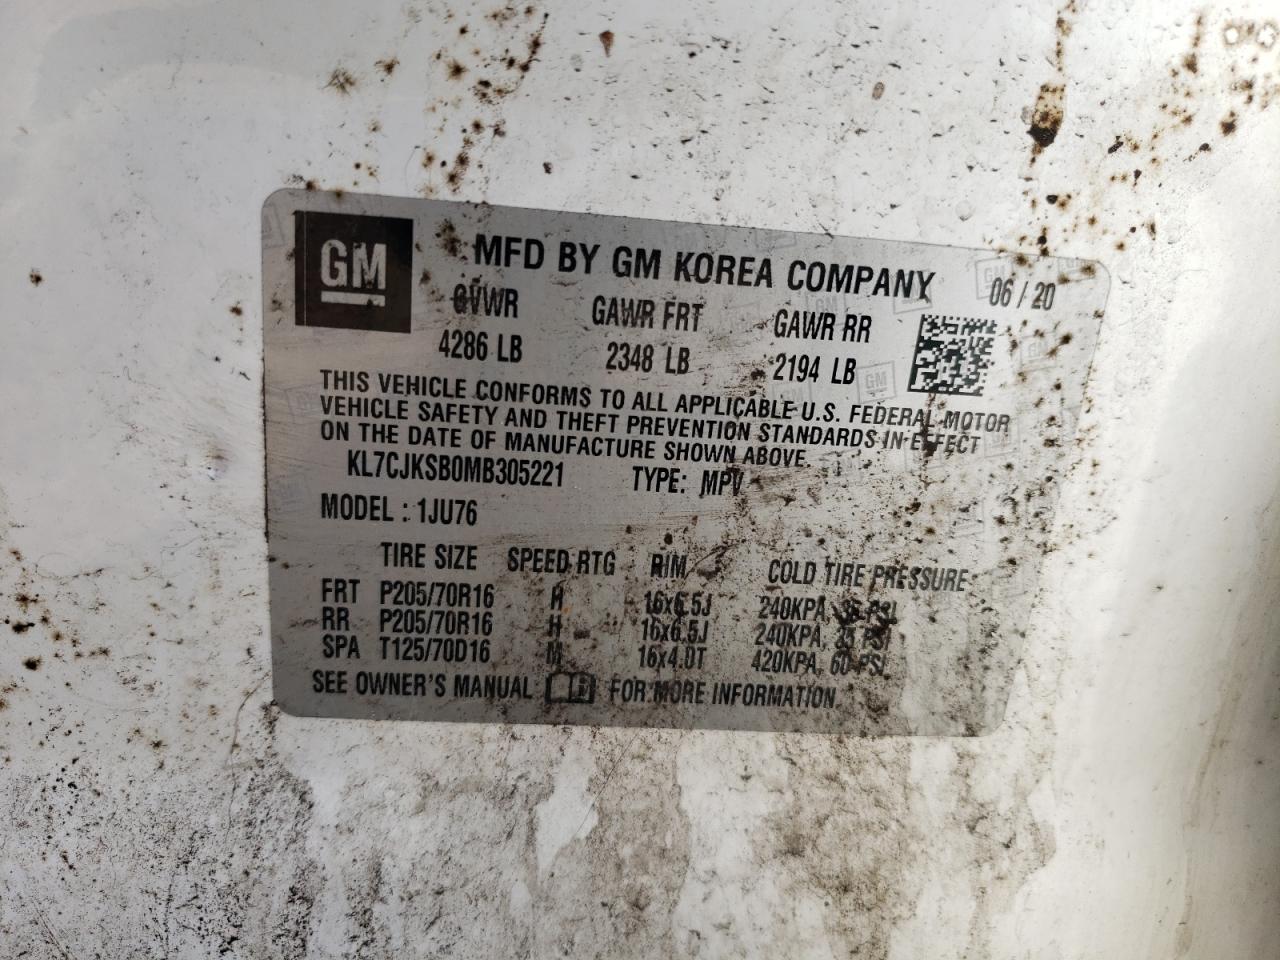 GM
MFD BY GM KOREA COMPANY 06/20
GVWR GAWR FRT GAWR RR
4286 LB 2348 LB 2194 LB
THIS VEHICLE CONFORMS TO ALL APPLICABLE U.S. FEDERAL MOTOR
VEHICLE SAFETY AND THEFT PREVENTION STANDARDS IN EFFECT
ON THE DATE OF MANUFACTURE SHOWN ABOVE.
KL7CJKSB0MB305221 TYPE: MPV
MODEL : 1JU76
TIRE SIZE SPEED RTG RIM COLD TIRE PRESSURE
FRT P205/70R16 H 16x6.5J 240KPA, 35 PSI
RR P205/70R16 H 16x6.5J 240KPA, 35 PSI
SPA T125/70D16 M 16x4.0T 420KPA, 60 PSI
SEE OWNER'S MANUAL FOR MORE INFORMATION.